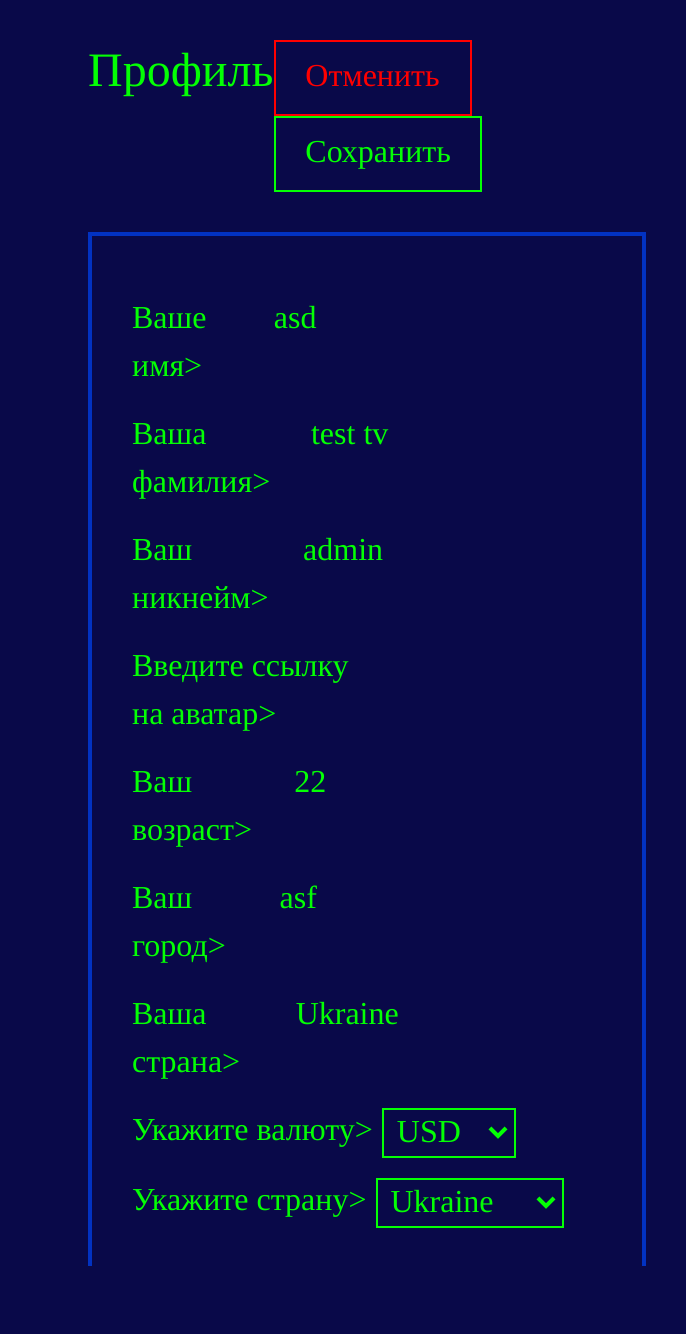 Профиль Отменить
Сохранить
Ваше asd
имя>
Ваша test tv
фамилия>
Ваш admin
никнейм>
Введите ссылку
на аватар>
Ваш 22
возраст>
Ваш asf
город>
Ваша Ukraine
страна>
Укажите валюту> USD
Укажите страну> Ukraine